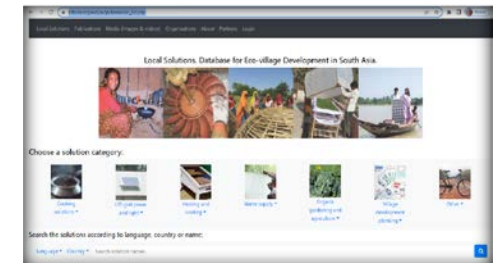 Local Solutions Publications Media (images & videos) Organisations About Partners Login
Local Solutions. Database for Eco-village Development in South Asia.
Choose a solution category:
Cooking solutions
Off-grid power packages
Heating and cooling
Water supply
Organic gardening and agriculture
Village development planning
Other
Search the solutions according to language, country or name:
Language Country Search solution names